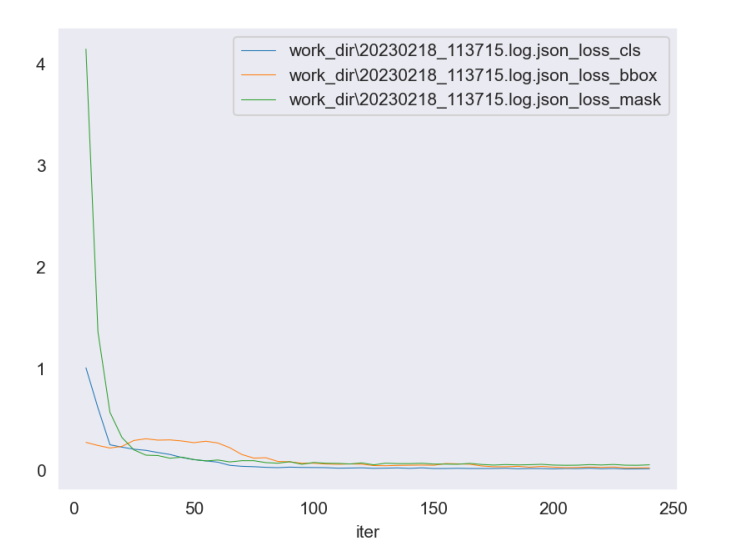 work_dir\20230218_113715.log.json_loss_cls
work_dir\20230218_113715.log.json_loss_bbox
work_dir\20230218_113715.log.json_loss_mask
4
3
2
1
0
0 50 100 150 200 250
iter